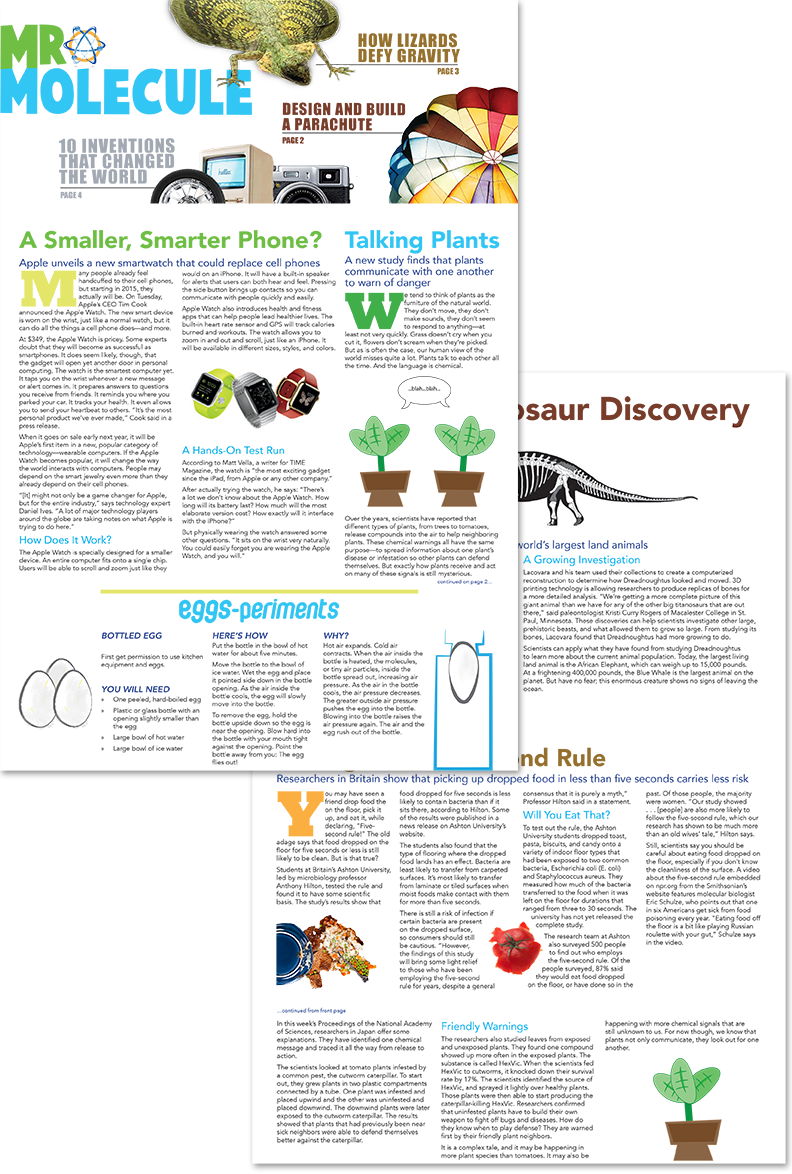 MR
MOLECULE
HOW LIZARDS
DEFY GRAVITY
PAGE 3
DESIGN AND BUILD
A PARACHUTE
PAGE 2
10 INVENTIONS
THAT CHANGED
THE WORLD
PAGE 4
hello
A Smaller, Smarter Phone?
Apple unveils a new smartwatch that could replace cell phones
Many people already feel
handcuffed to their cell phones,
but starting in 2015, they
actually will be. On Tuesday,
Apple's CEO Tim Cook
announced the Apple Watch. The new smart device
is worn on the wrist, just like a normal watch, but it
can do all the things a cell phone does—and more.
At $349, the Apple Watch is pricey. Some experts
doubt that they will become as successful as
smartphones. It does seem likely, though, that
the gadget will open yet another door in personal
computing. The watch is the smartest computer yet.
It taps you on the wrist whenever a new message
or alert comes in. It prepares answers to questions
you receive from friends. It reminds you where you
parked your car. It tracks your health. It even allows
you to send your heartbeat to others. "It's the most
personal product we've ever made," Cook said in a
press release.
When it goes on sale early next year, it will be
Apple's first item in a new, popular category of
technology—wearable computers. If the Apple
Watch becomes popular, it will change the way
the world interacts with computers. People may
depend on the smart jewelry even more than they
already depend on their cell phones.
"[It] might not only be a game changer for Apple,
but for the entire industry," says technology expert
Daniel Ives. "A lot of major technology players
around the globe are taking notes on what Apple is
trying to do here."
How Does It Work?
The Apple Watch is specially designed for a smaller
device. An entire computer fits onto a single chip.
Users will be able to scroll and zoom just like they
would on an iPhone. It will have a built-in speaker
for alerts that users can both hear and feel. Pressing
the side button brings up contacts so you can
communicate with people quickly and easily.
Apple Watch also introduces health and fitness
apps that can help people lead healthier lives. The
built-in heart rate sensor and GPS will track calories
burned and workouts. The watch allows you to
zoom in and out and scroll, just like an iPhone. It
will be available in different sizes, styles, and colors.
A Hands-On Test Run
According to Matt Vella, a writer for TIME
Magazine, the watch is "the most exciting gadget
since the iPad, from Apple or any other company."
After actually trying the watch, he says: "There's
a lot we don't know about the Apple Watch. How
long will its battery last? How much will the most
elaborate version cost? How exactly will it interface
with the iPhone?"
But physically wearing the watch answered some
other questions. "It sits on the wrist very naturally.
You could easily forget you are wearing the Apple
Watch, and you will."
Talking Plants
A new study finds that plants
communicate with one another
to warn of danger
We tend to think of plants as the
furniture of the natural world.
They don't move, they don't
make sounds, they don't seem
to respond to anything—at
least not very quickly. Grass doesn't cry when you
cut it, flowers don't scream when they're picked.
But as is often the case, our human view of the
world misses quite a lot. Plants talk to each other all
the time. And the language is chemical.
...blah...blah...
Over the years, scientists have reported that
different types of plants, from trees to tomatoes,
release compounds into the air to help neighboring
plants. These chemical warnings all have the same
purpose—to spread information about one plant's
disease or infestation so other plants can defend
themselves. But exactly how plants receive and act
on many of these signals is still mysterious.
continued on page 2...
eggs-periments
BOTTLED EGG
First get permission to use kitchen
equipment and eggs.
YOU WILL NEED
» One peeled, hard-boiled egg
» Plastic or glass bottle with an
opening slightly smaller than
the egg
» Large bowl of hot water
» Large bowl of ice water
HERE'S HOW
Put the bottle in the bowl of hot
water for about five minutes.
Move the bottle to the bowl of
ice water. Wet the egg and place
it pointed side down in the bottle
opening. As the air inside the
bottle cools, the egg will slowly
move into the bottle.
To remove the egg, hold the
bottle upside down so the egg is
near the opening. Blow hard into
the bottle with your mouth tight
against the opening. Point the
bottle away from you: The egg
flies out!
WHY?
Hot air expands. Cold air
contracts. When the air inside the
bottle is heated, the molecules,
or tiny air particles, inside the
bottle spread out, increasing air
pressure. As the air in the bottle
cools, the air pressure decreases.
The greater outside air pressure
pushes the egg into the bottle.
Blowing into the bottle raises the
air pressure again. The air and
the egg rush out of the bottle.
osaur Discovery
world's largest land animals
A Growing Investigation
Lacovara and his team used their collections to create a computerized
reconstruction to determine how Dreadnoughtus looked and moved. 3D
printing technology is allowing researchers to produce replicas of bones for
a more detailed analysis. "We're getting a more complete picture of this
giant animal than we have for any of the other big titanosaurs that are out
there," said paleontologist Kristi Curry Rogers of Macalester College in St.
Paul, Minnesota. These discoveries can help scientists investigate other large,
prehistoric beasts, and what allowed them to grow so large. From studying its
bones, Lacovara found that Dreadnoughtus had more growing to do.
Scientists can apply what they have found from studying Dreadnoughtus
to learn more about the current animal population. Today, the largest living
land animal is the African Elephant, which can weigh up to 15,000 pounds.
At a frightening 400,000 pounds, the Blue Whale is the largest animal on the
planet. But have no fear; this enormous creature shows no signs of leaving the
ocean.
nd Rule
Researchers in Britain show that picking up dropped food in less than five seconds carries less risk
You may have seen a
friend drop food the
on the floor, pick it
up, and eat it, while
declaring, "Five-
second rule!" The old
adage says that food dropped on the
floor for five seconds or less is still
likely to be clean. But is that true?
Students at Britain's Ashton University,
led by microbiology professor
Anthony Hilton, tested the rule and
found it to have some scientific
basis. The study's results show that
food dropped for five seconds is less
likely to contain bacteria than if it
sits there, according to Hilton. Some
of the results were published in a
news release on Ashton University's
website.
The students also found that the
type of flooring where the dropped
food lands has an effect. Bacteria are
least likely to transfer from carpeted
surfaces. It's most likely to transfer
from laminate or tiled surfaces when
moist foods make contact with them
for more than five seconds.
There is still a risk of infection if
certain bacteria are present
on the dropped surface,
so consumers should still
be cautious. "However,
the findings of this study
will bring some light relief
to those who have been
employing the five-second
rule for years, despite a general
consensus that it is purely a myth,"
Professor Hilton said in a statement.
Will You Eat That?
To test out the rule, the Ashton
University students dropped toast,
pasta, biscuits, and candy onto a
variety of indoor floor types that
had been exposed to two common
bacteria, Escherichia coli (E. coli)
and Staphylococcus aureus. They
measured how much of the bacteria
transferred to the food when it was
left on the floor for durations that
ranged from three to 30 seconds. The
university has not yet released the
complete study.
The research team at Ashton
also surveyed 500 people
to find out who employs
the five-second rule. Of the
people surveyed, 87% said
they would eat food dropped
on the floor, or have done so in the
past. Of those people, the majority
were women. "Our study showed
. . . [people] are also more likely to
follow the five-second rule, which our
research has shown to be much more
than an old wives' tale," Hilton says.
Still, scientists say you should be
careful about eating food dropped on
the floor, especially if you don't know
the cleanliness of the surface. A video
about the five-second rule embedded
on npr.org from the Smithsonian's
website features molecular biologist
Eric Schulze, who points out that one
in six Americans get sick from food
poisoning every year. "Eating food off
the floor is a bit like playing Russian
roulette with your gut," Schulze says
in the video.
...continued from front page
In this week's Proceedings of the National Academy
of Sciences, researchers in Japan offer some
explanations. They have identified one chemical
message and traced it all the way from release to
action.
The scientists looked at tomato plants infested by
a common pest, the cutworm caterpillar. To start
out, they grew plants in two plastic compartments
connected by a tube. One plant was infested and
placed upwind and the other was uninfested and
placed downwind. The downwind plants were later
exposed to the cutworm caterpillar. The results
showed that plants that had previously been near
sick neighbors were able to defend themselves
better against the caterpillar.
Friendly Warnings
The researchers also studied leaves from exposed
and unexposed plants. They found one compound
showed up more often in the exposed plants. The
substance is called HexVic. When the scientists fed
HexVic to cutworms, it knocked down their survival
rate by 17%. The scientists identified the source of
HexVic, and sprayed it lightly over healthy plants.
Those plants were then able to start producing the
caterpillar-killing HexVic. Researchers confirmed
that uninfested plants have to build their own
weapon to fight off bugs and diseases. How do
they know when to play defense? They are warned
first by their friendly plant neighbors.
It is a complex tale, and it may be happening in
more plant species than tomatoes. It may also be
happening with more chemical signals that are
still unknown to us. For now though, we know that
plants not only communicate, they look out for one
another.